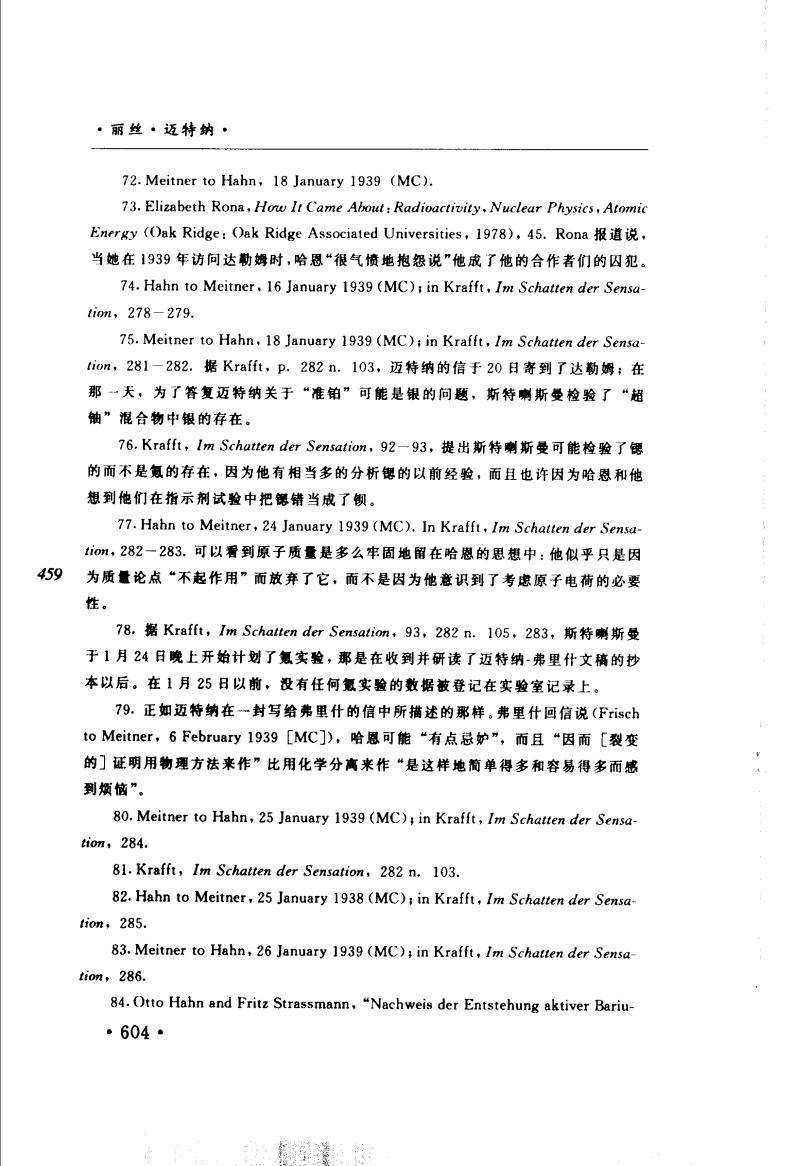 ·丽丝·迈特纳·
72. Meitner to Hahn, 18 January 1939 (MC).
73. Elizabeth Rona, How It Came About: Radioactivity, Nuclear Physics, Atomic
Energy (Oak Ridge: Oak Ridge Associated Universities, 1978), 45. Rona 报道说,
当她在 1939 年访问达勒姆时,哈恩“很气愤地抱怨说”他成了他的合作者们的囚犯。
74. Hahn to Meitner, 16 January 1939 (MC); in Krafft, Im Schatten der Sensa-
tion, 278—279.
75. Meitner to Hahn, 18 January 1939 (MC); in Krafft, Im Schatten der Sensa-
tion, 281—282. 据 Krafft, p. 282 n. 103, 迈特纳的信于 20 日寄到了达勒姆; 在
那一天, 为了答复迈特纳关于“准铂”可能是银的问题, 斯特喇斯曼检验了“超
铀”混合物中银的存在。
76. Krafft, Im Schatten der Sensation, 92—93, 提出斯特喇斯曼可能检验了锶
的而不是氪的存在, 因为他有相当多的分析锶的以前经验, 而且也许因为哈恩和他
想到他们在指示剂试验中把锶错当成了钡。
77. Hahn to Meitner, 24 January 1939 (MC). In Krafft, Im Schatten der Sensa-
tion, 282—283. 可以看到原子质量是多么牢固地留在哈恩的思想中: 他似乎只是因
459 为质量论点“不起作用”而放弃了它, 而不是因为他意识到了考虑原子电荷的必要
性。
78. 据 Krafft, Im Schatten der Sensation, 93, 282 n. 105, 283, 斯特喇斯曼
于 1 月 24 日晚上开始计划了氪实验, 那是在收到并研读了迈特纳-弗里什文稿的抄
本以后。在 1 月 25 日以前, 没有任何氪实验的数据被登记在实验室记录上。
79. 正如迈特纳在一封写给弗里什的信中所描述的那样。弗里什回信说 (Frisch
to Meitner, 6 February 1939 [MC]), 哈恩可能“有点忌妒”, 而且“因而 [裂变
的] 证明用物理方法来作”比用化学分离来作“是这样地简单得多和容易得多而感
到烦恼”。
80. Meitner to Hahn, 25 January 1939 (MC); in Krafft, Im Schatten der Sensa-
tion, 284.
81. Krafft, Im Schatten der Sensation, 282 n. 103.
82. Hahn to Meitner, 25 January 1938 (MC); in Krafft, Im Schatten der Sensa-
tion, 285.
83. Meitner to Hahn, 26 January 1939 (MC); in Krafft, Im Schatten der Sensa-
tion, 286.
84. Otto Hahn and Fritz Strassmann, “Nachweis der Entstehung aktiver Bariu-
·604·